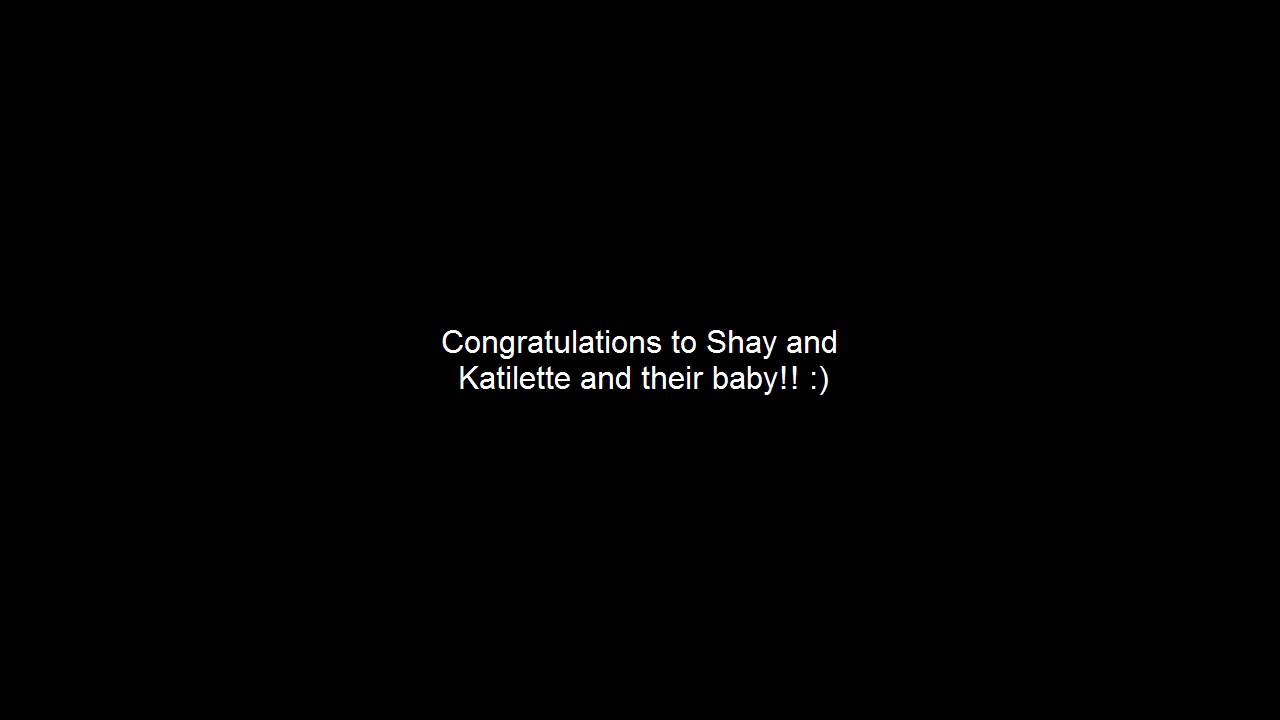 Congratulations to Shay and
Katilette and their baby!! :)